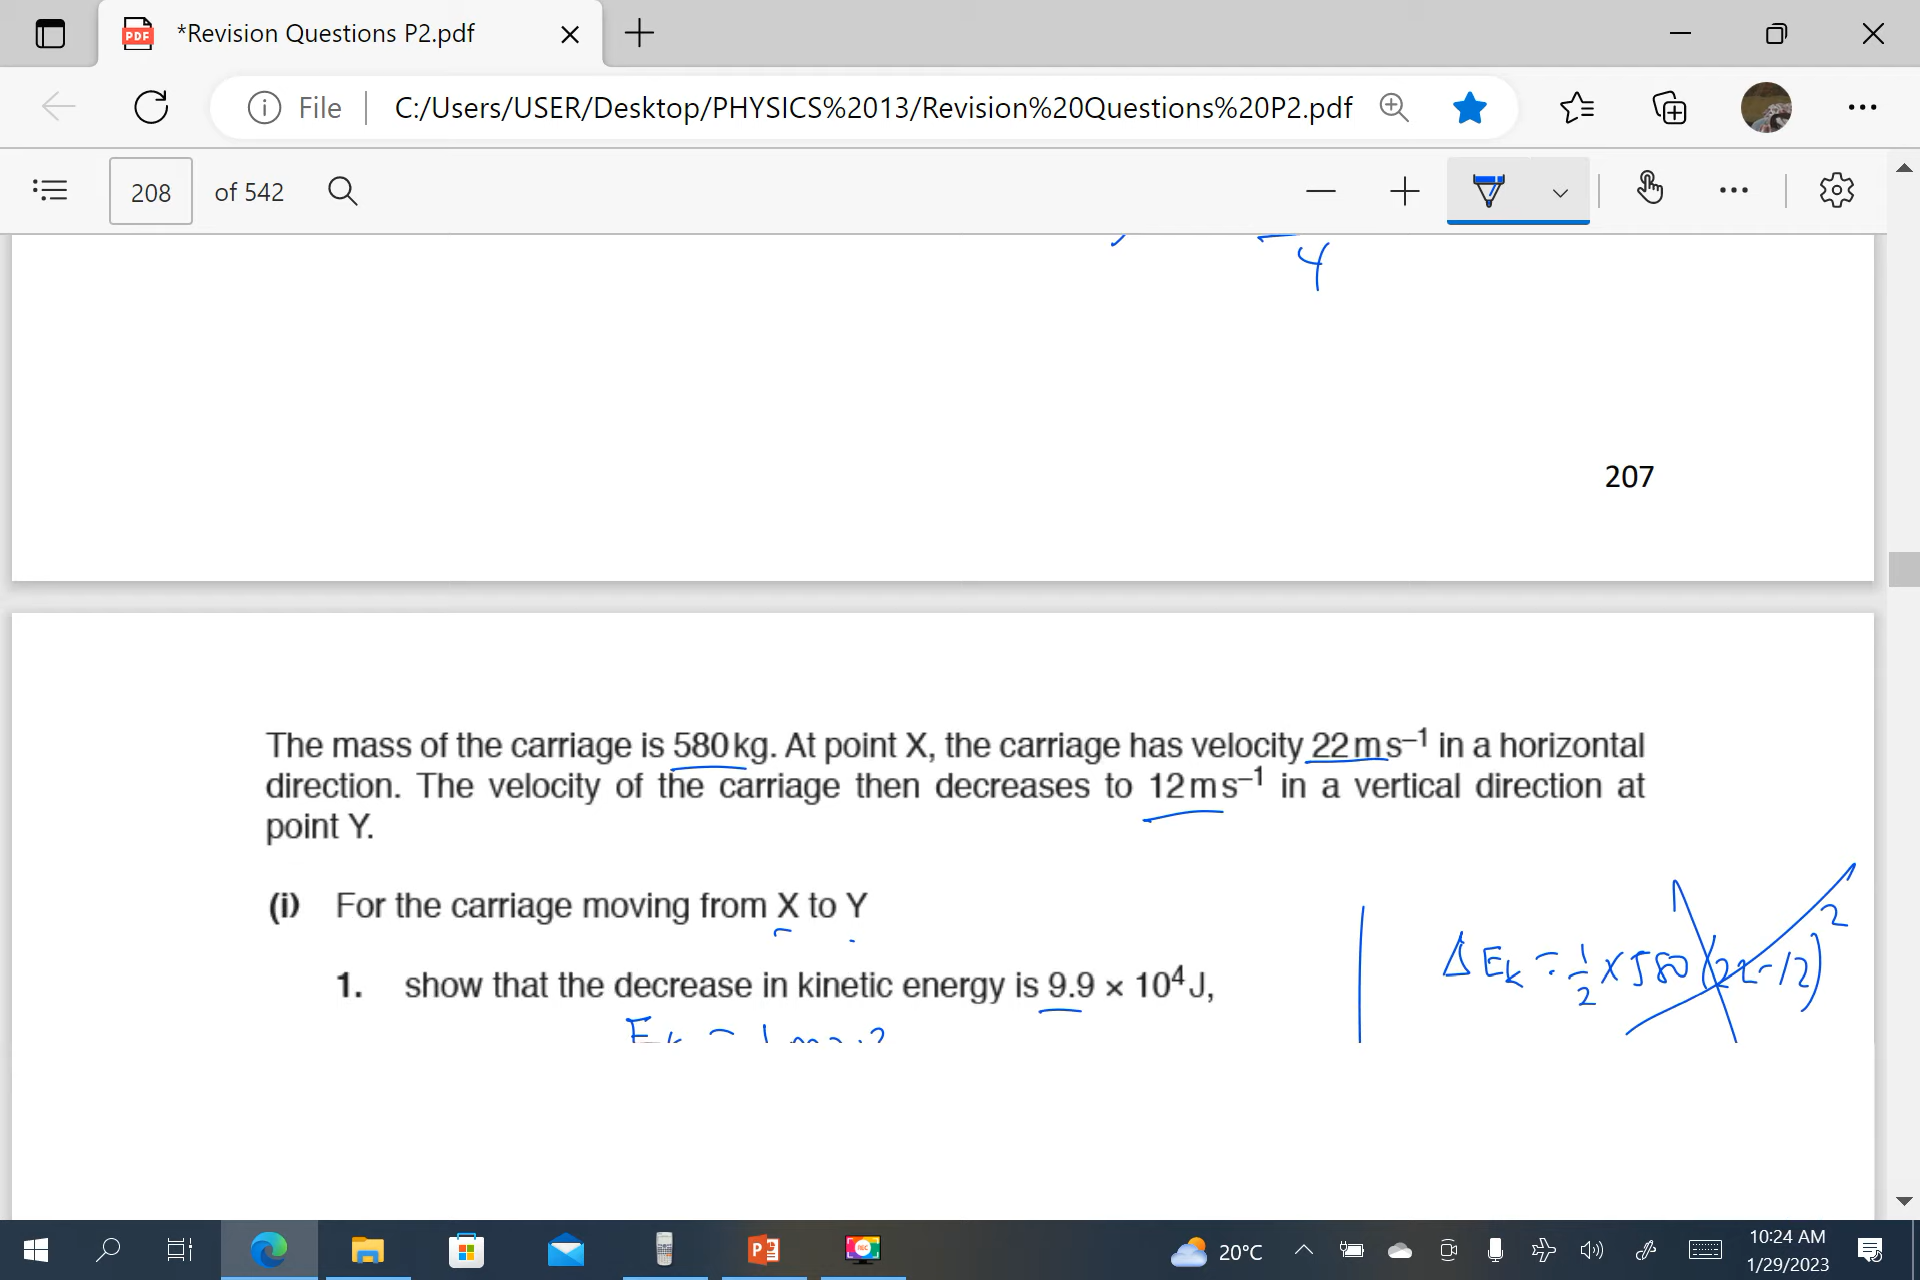 *Revision Questions P2.pdf
File
C:/Users/USER/Desktop/PHYSICS%2013/Revision%20Questions%20P2.pdf
208 of 542
4
207
The mass of the carriage is 580 kg. At point X, the carriage has velocity 22 m s⁻¹ in a horizontal
direction. The velocity of the carriage then decreases to 12 m s⁻¹ in a vertical direction at
point Y.
(i) For the carriage moving from X to Y
ΔEk = ½ × 580 (22-12)²
1. show that the decrease in kinetic energy is 9.9 × 10⁴ J,
20°C
10:24 AM
1/29/2023